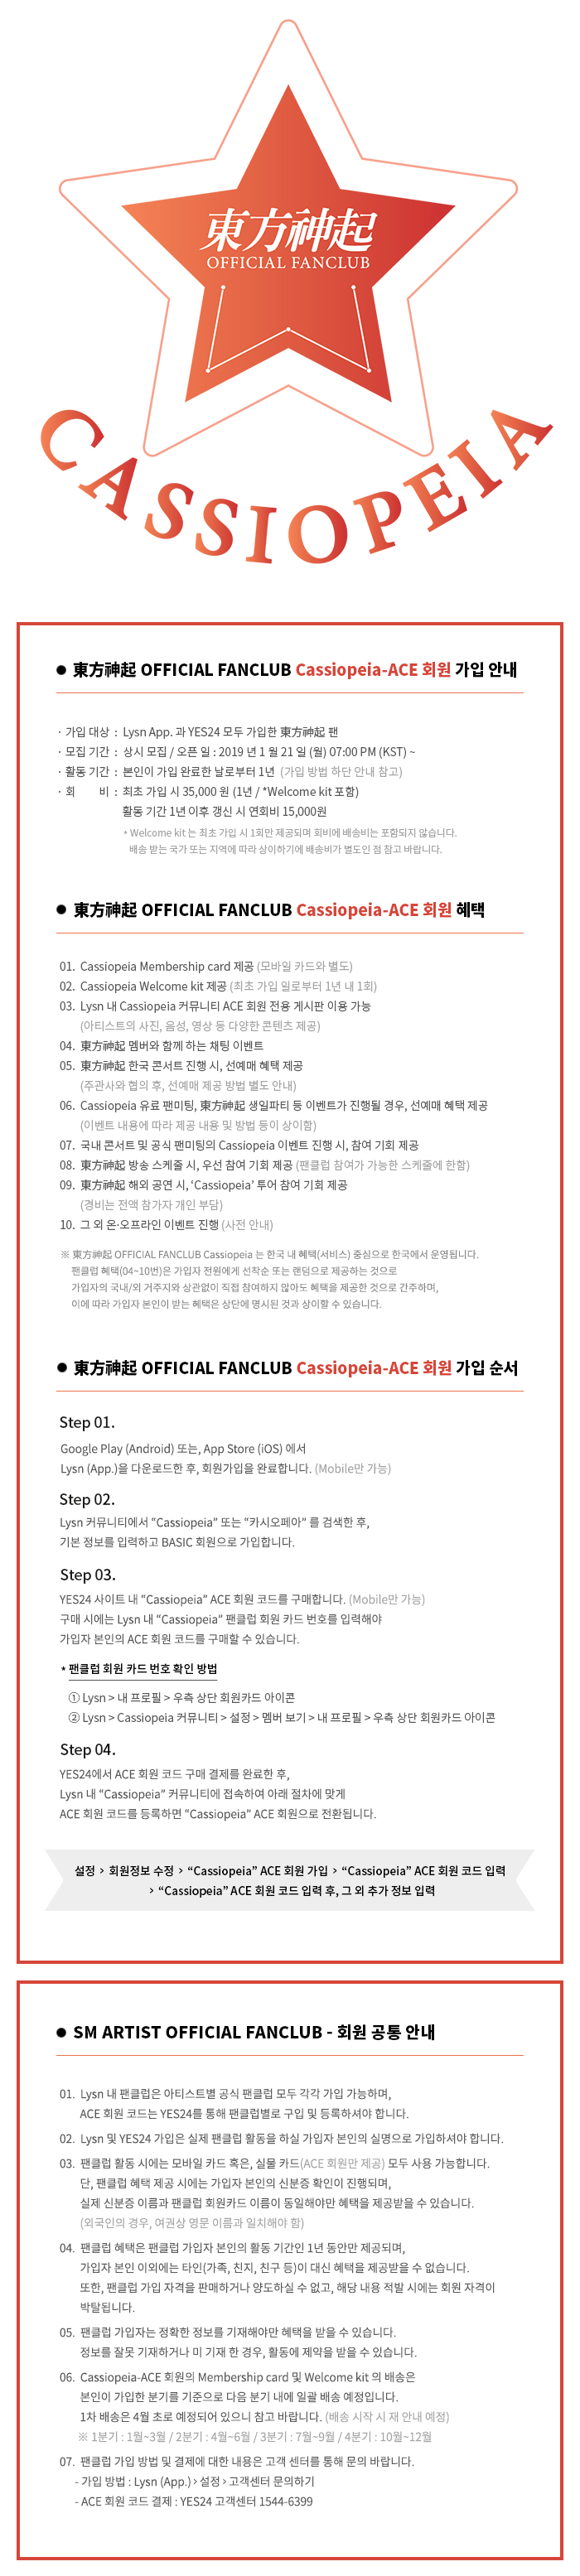 東方神起
OFFICIAL FANCLUB
CASSIOPEIA
● 東方神起 OFFICIAL FANCLUB Cassiopeia-ACE 회원 가입 안내
· 가입 대상 : Lysn App. 과 YES24 모두 가입한 東方神起 팬
· 모집 기간 : 상시 모집 / 오픈 일 : 2019 년 1 월 21 일 (월) 07:00 PM (KST) ~
· 활동 기간 : 본인이 가입 완료한 날로부터 1년 (가입 방법 하단 안내 참고)
· 회 비 : 최초 가입 시 35,000 원 (1년 / *Welcome kit 포함)
활동 기간 1년 이후 갱신 시 연회비 15,000원
* Welcome kit 는 최초 가입 시 1회만 제공되며 회비에 배송비는 포함되지 않습니다.
배송 받는 국가 또는 지역에 따라 상이하기에 배송비가 별도인 점 참고 바랍니다.
● 東方神起 OFFICIAL FANCLUB Cassiopeia-ACE 회원 혜택
01. Cassiopeia Membership card 제공 (모바일 카드와 별도)
02. Cassiopeia Welcome kit 제공 (최초 가입 일로부터 1년 내 1회)
03. Lysn 내 Cassiopeia 커뮤니티 ACE 회원 전용 게시판 이용 가능
(아티스트의 사진, 음성, 영상 등 다양한 콘텐츠 제공)
04. 東方神起 멤버와 함께 하는 채팅 이벤트
05. 東方神起 한국 콘서트 진행 시, 선예매 혜택 제공
(주관사와 협의 후, 선예매 제공 방법 별도 안내)
06. Cassiopeia 유료 팬미팅, 東方神起 생일파티 등 이벤트가 진행될 경우, 선예매 혜택 제공
(이벤트 내용에 따라 제공 내용 및 방법 등이 상이함)
07. 국내 콘서트 및 공식 팬미팅의 Cassiopeia 이벤트 진행 시, 참여 기회 제공
08. 東方神起 방송 스케줄 시, 우선 참여 기회 제공 (팬클럽 참여가 가능한 스케줄에 한함)
09. 東方神起 해외 공연 시, ‘Cassiopeia’ 투어 참여 기회 제공
(경비는 전액 참가자 개인 부담)
10. 그 외 온·오프라인 이벤트 진행 (사전 안내)
※ 東方神起 OFFICIAL FANCLUB Cassiopeia 는 한국 내 혜택(서비스) 중심으로 한국에서 운영됩니다.
팬클럽 혜택(04~10번)은 가입자 전원에게 선착순 또는 랜덤으로 제공하는 것으로
가입자의 국내/외 거주지와 상관없이 직접 참여하지 않아도 혜택을 제공한 것으로 간주하며,
이에 따라 가입자 본인이 받는 혜택은 상단에 명시된 것과 상이할 수 있습니다.
● 東方神起 OFFICIAL FANCLUB Cassiopeia-ACE 회원 가입 순서
Step 01.
Google Play (Android) 또는, App Store (iOS) 에서
Lysn (App.)을 다운로드한 후, 회원가입을 완료합니다. (Mobile만 가능)
Step 02.
Lysn 커뮤니티에서 “Cassiopeia” 또는 “카시오페아” 를 검색한 후,
기본 정보를 입력하고 BASIC 회원으로 가입합니다.
Step 03.
YES24 사이트 내 “Cassiopeia” ACE 회원 코드를 구매합니다. (Mobile만 가능)
구매 시에는 Lysn 내 “Cassiopeia” 팬클럽 회원 카드 번호를 입력해야
가입자 본인의 ACE 회원 코드를 구매할 수 있습니다.
* 팬클럽 회원 카드 번호 확인 방법
① Lysn > 내 프로필 > 우측 상단 회원카드 아이콘
② Lysn > Cassiopeia 커뮤니티 > 설정 > 멤버 보기 > 내 프로필 > 우측 상단 회원카드 아이콘
Step 04.
YES24에서 ACE 회원 코드 구매 결제를 완료한 후,
Lysn 내 “Cassiopeia” 커뮤니티에 접속하여 아래 절차에 맞게
ACE 회원 코드를 등록하면 “Cassiopeia” ACE 회원으로 전환됩니다.
설정 > 회원정보 수정 > “Cassiopeia” ACE 회원 가입 > “Cassiopeia” ACE 회원 코드 입력
> “Cassiopeia” ACE 회원 코드 입력 후, 그 외 추가 정보 입력
● SM ARTIST OFFICIAL FANCLUB - 회원 공통 안내
01. Lysn 내 팬클럽은 아티스트별 공식 팬클럽 모두 각각 가입 가능하며,
ACE 회원 코드는 YES24를 통해 팬클럽별로 구입 및 등록하셔야 합니다.
02. Lysn 및 YES24 가입은 실제 팬클럽 활동을 하실 가입자 본인의 실명으로 가입하셔야 합니다.
03. 팬클럽 활동 시에는 모바일 카드 혹은, 실물 카드(ACE 회원만 제공) 모두 사용 가능합니다.
단, 팬클럽 혜택 제공 시에는 가입자 본인의 신분증 확인이 진행되며,
실제 신분증 이름과 팬클럽 회원카드 이름이 동일해야만 혜택을 제공받을 수 있습니다.
(외국인의 경우, 여권상 영문 이름과 일치해야 함)
04. 팬클럽 혜택은 팬클럽 가입자 본인의 활동 기간인 1년 동안만 제공되며,
가입자 본인 이외에는 타인(가족, 친지, 친구 등)이 대신 혜택을 제공받을 수 없습니다.
또한, 팬클럽 가입 자격을 판매하거나 양도하실 수 없고, 해당 내용 적발 시에는 회원 자격이
박탈됩니다.
05. 팬클럽 가입자는 정확한 정보를 기재해야만 혜택을 받을 수 있습니다.
정보를 잘못 기재하거나 미 기재 한 경우, 활동에 제약을 받을 수 있습니다.
06. Cassiopeia-ACE 회원의 Membership card 및 Welcome kit 의 배송은
본인이 가입한 분기를 기준으로 다음 분기 내에 일괄 배송 예정입니다.
1차 배송은 4월 초로 예정되어 있으니 참고 바랍니다. (배송 시작 시 재 안내 예정)
※ 1분기 : 1월~3월 / 2분기 : 4월~6월 / 3분기 : 7월~9월 / 4분기 : 10월~12월
07. 팬클럽 가입 방법 및 결제에 대한 내용은 고객 센터를 통해 문의 바랍니다.
- 가입 방법 : Lysn (App.) > 설정 > 고객센터 문의하기
- ACE 회원 코드 결제 : YES24 고객센터 1544-6399